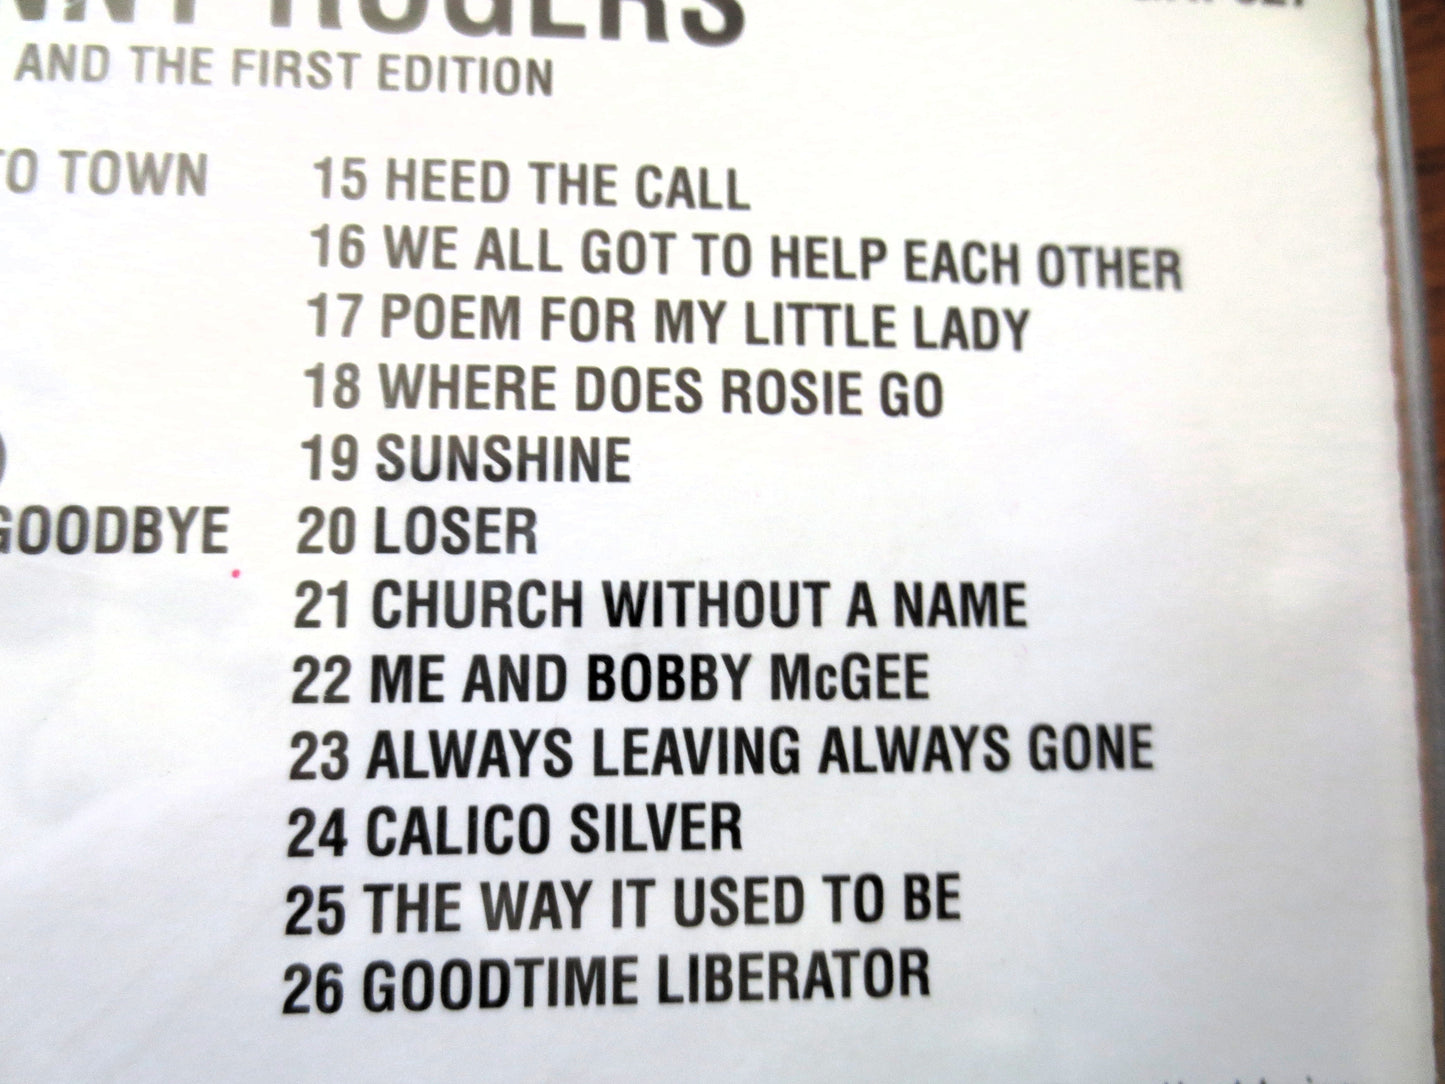 ROGERS
AND THE FIRST EDITION
TO TOWN
GOODBYE
15 HEED THE CALL
16 WE ALL GOT TO HELP EACH OTHER
17 POEM FOR MY LITTLE LADY
18 WHERE DOES ROSIE GO
19 SUNSHINE
20 LOSER
21 CHURCH WITHOUT A NAME
22 ME AND BOBBY McGEE
23 ALWAYS LEAVING ALWAYS GONE
24 CALICO SILVER
25 THE WAY IT USED TO BE
26 GOODTIME LIBERATOR